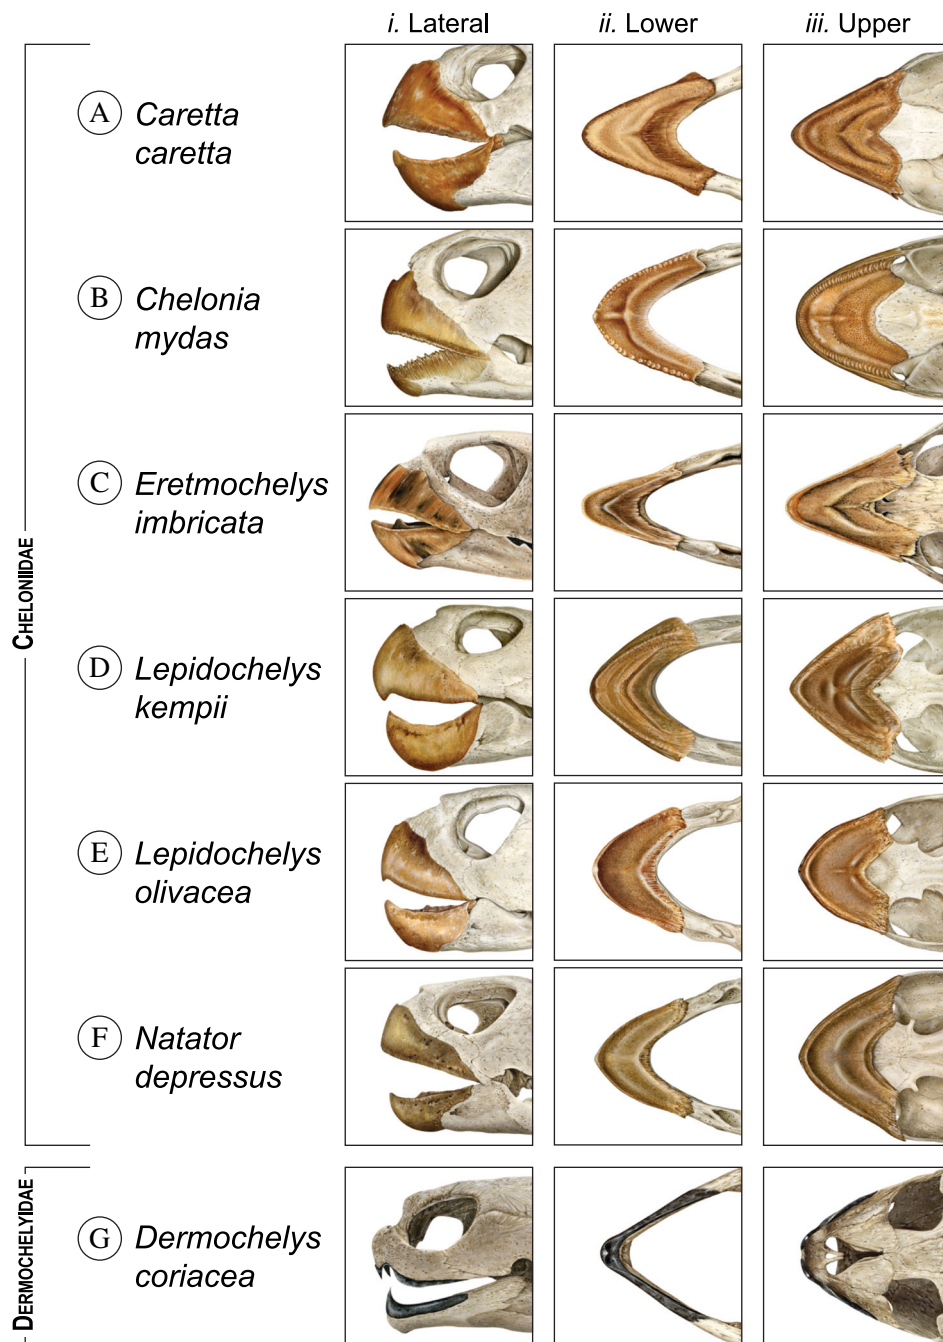 i. Lateral
ii. Lower
iii. Upper
A
Caretta
caretta
B
Chelonia
mydas
C
Eretmochelys
imbricata
D
Lepidochelys
kempii
E
Lepidochelys
olivacea
F
Natator
depressus
CHELONIIDAE
G
Dermochelys
coriacea
DERMOCHELYIDAE